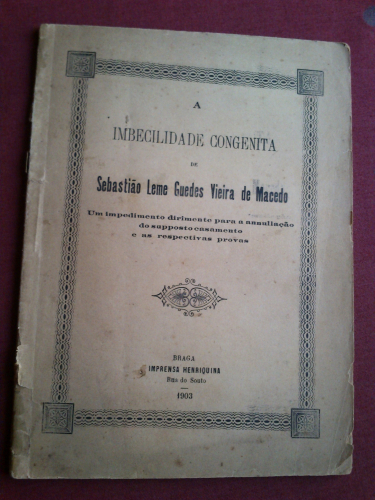 A
IMBECILIDADE CONGENITA
DE
Sebastião Leme Guedes Vieira de Macedo
Um impedimento dirimente para a annullação
do supposto casamento
e as respectivas provas
BRAGA
IMPRENSA HENRIQUINA
Rua do Souto
1903